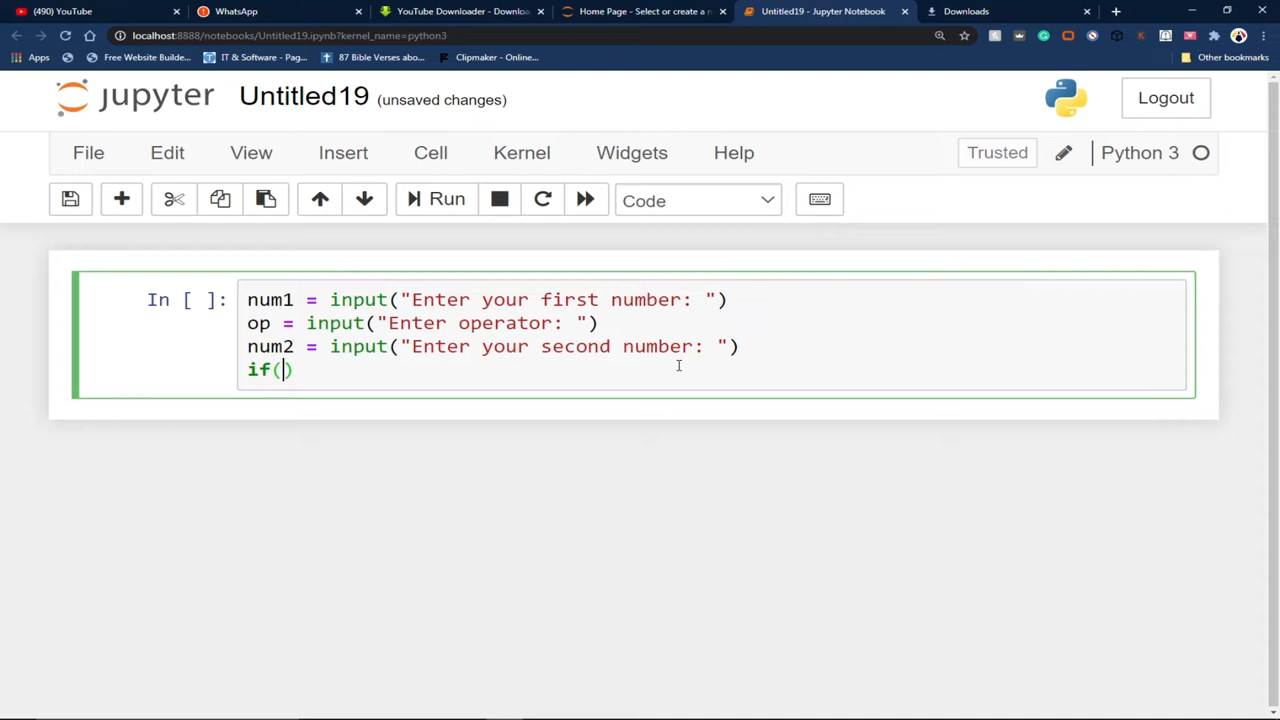 (490) YouTube
WhatsApp
YouTube Downloader - Downloa
Home Page - Select or create a n
Untitled19 - Jupyter Notebook
Downloads
localhost:8888/notebooks/Untitled19.ipynb?kernel_name=python3
Apps
Free Website Builde...
IT & Software - Pag...
87 Bible Verses abo...
Clipmaker - Online...
Other bookmarks
jupyter Untitled19 (unsaved changes)
Logout
File Edit View Insert Cell Kernel Widgets Help
Trusted
Python 3
Run
Code
In [ ]:
num1 = input("Enter your first number: ")
op = input("Enter operator: ")
num2 = input("Enter your second number: ")
if()